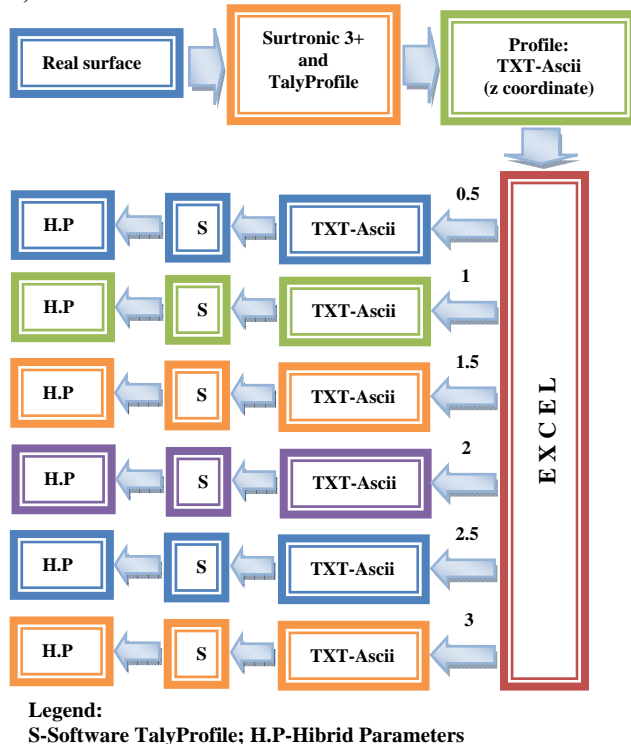 Real surface
Surtronic 3+
and
TalyProfile
Profile:
TXT-Ascii
(z coordinate)
0.5
H.P
S
TXT-Ascii
1
H.P
S
TXT-Ascii
1.5
H.P
S
TXT-Ascii
2
H.P
S
TXT-Ascii
2.5
H.P
S
TXT-Ascii
3
H.P
S
TXT-Ascii
E X C E L
Legend:
S-Software TalyProfile; H.P-Hibrid Parameters